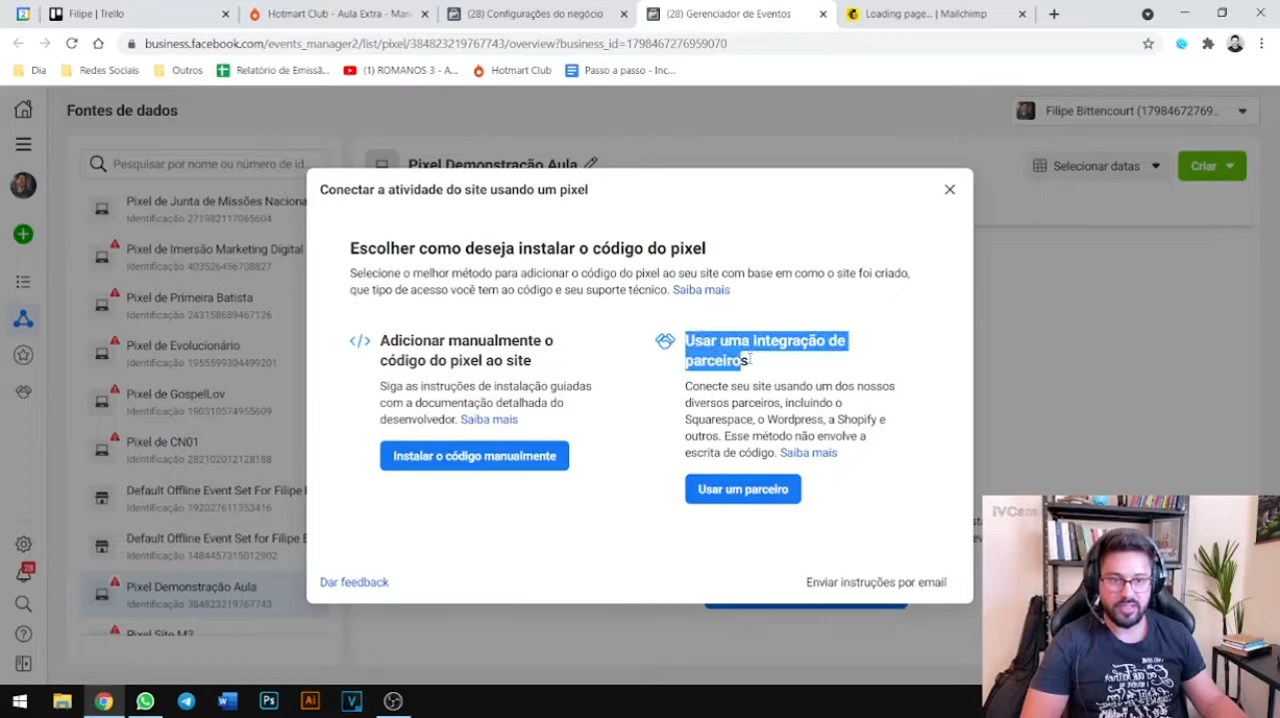 Filipe | Trello
Hotmart Club - Aula Extra - Man
(28) Configurações do negócio
(28) Gerenciador de Eventos
Loading page... | Mailchimp
business.facebook.com/events_manager2/list/pixel/384823219767743/overview?business_id=1798467276959070
Dia
Redes Sociais
Outros
Relatório de Emissã...
(1) ROMANOS 3 - A...
Hotmart Club
Passo a passo - Inc...
Fontes de dados
Filipe Bittencourt (17984672769...
Pesquisar por nome ou número de id...
Pixel Demonstração Aula
Selecionar datas
Criar
Pixel de Junta de Missões Naciona
Identificação 271982117065604
Pixel de Imersão Marketing Digital
Identificação 403526456708827
Pixel de Primeira Batista
Identificação 243158689467126
Pixel de Evolucionário
Identificação 1955599304499201
Pixel de GospelLov
Identificação 190310574955609
Pixel de CN01
Identificação 282102012128188
Default Offline Event Set For Filipe
Identificação 192027611353416
Default Offline Event Set For Filipe B
Identificação 1484457315012902
Pixel Demonstração Aula
Identificação 384823219767743
Pixel Site M3
28
Conectar a atividade do site usando um pixel
Escolher como deseja instalar o código do pixel
Selecione o melhor método para adicionar o código do pixel ao seu site com base em como o site foi criado,
que tipo de acesso você tem ao código e seu suporte técnico. Saiba mais
Adicionar manualmente o
código do pixel ao site
Siga as instruções de instalação guiadas
com a documentação detalhada do
desenvolvedor. Saiba mais
Instalar o código manualmente
Usar uma integração de
parceiros
Conecte seu site usando um dos nossos
diversos parceiros, incluindo o
Squarespace, o Wordpress, a Shopify e
outros. Esse método não envolve a
escrita de código. Saiba mais
Usar um parceiro
Dar feedback
Enviar instruções por email
iVCam